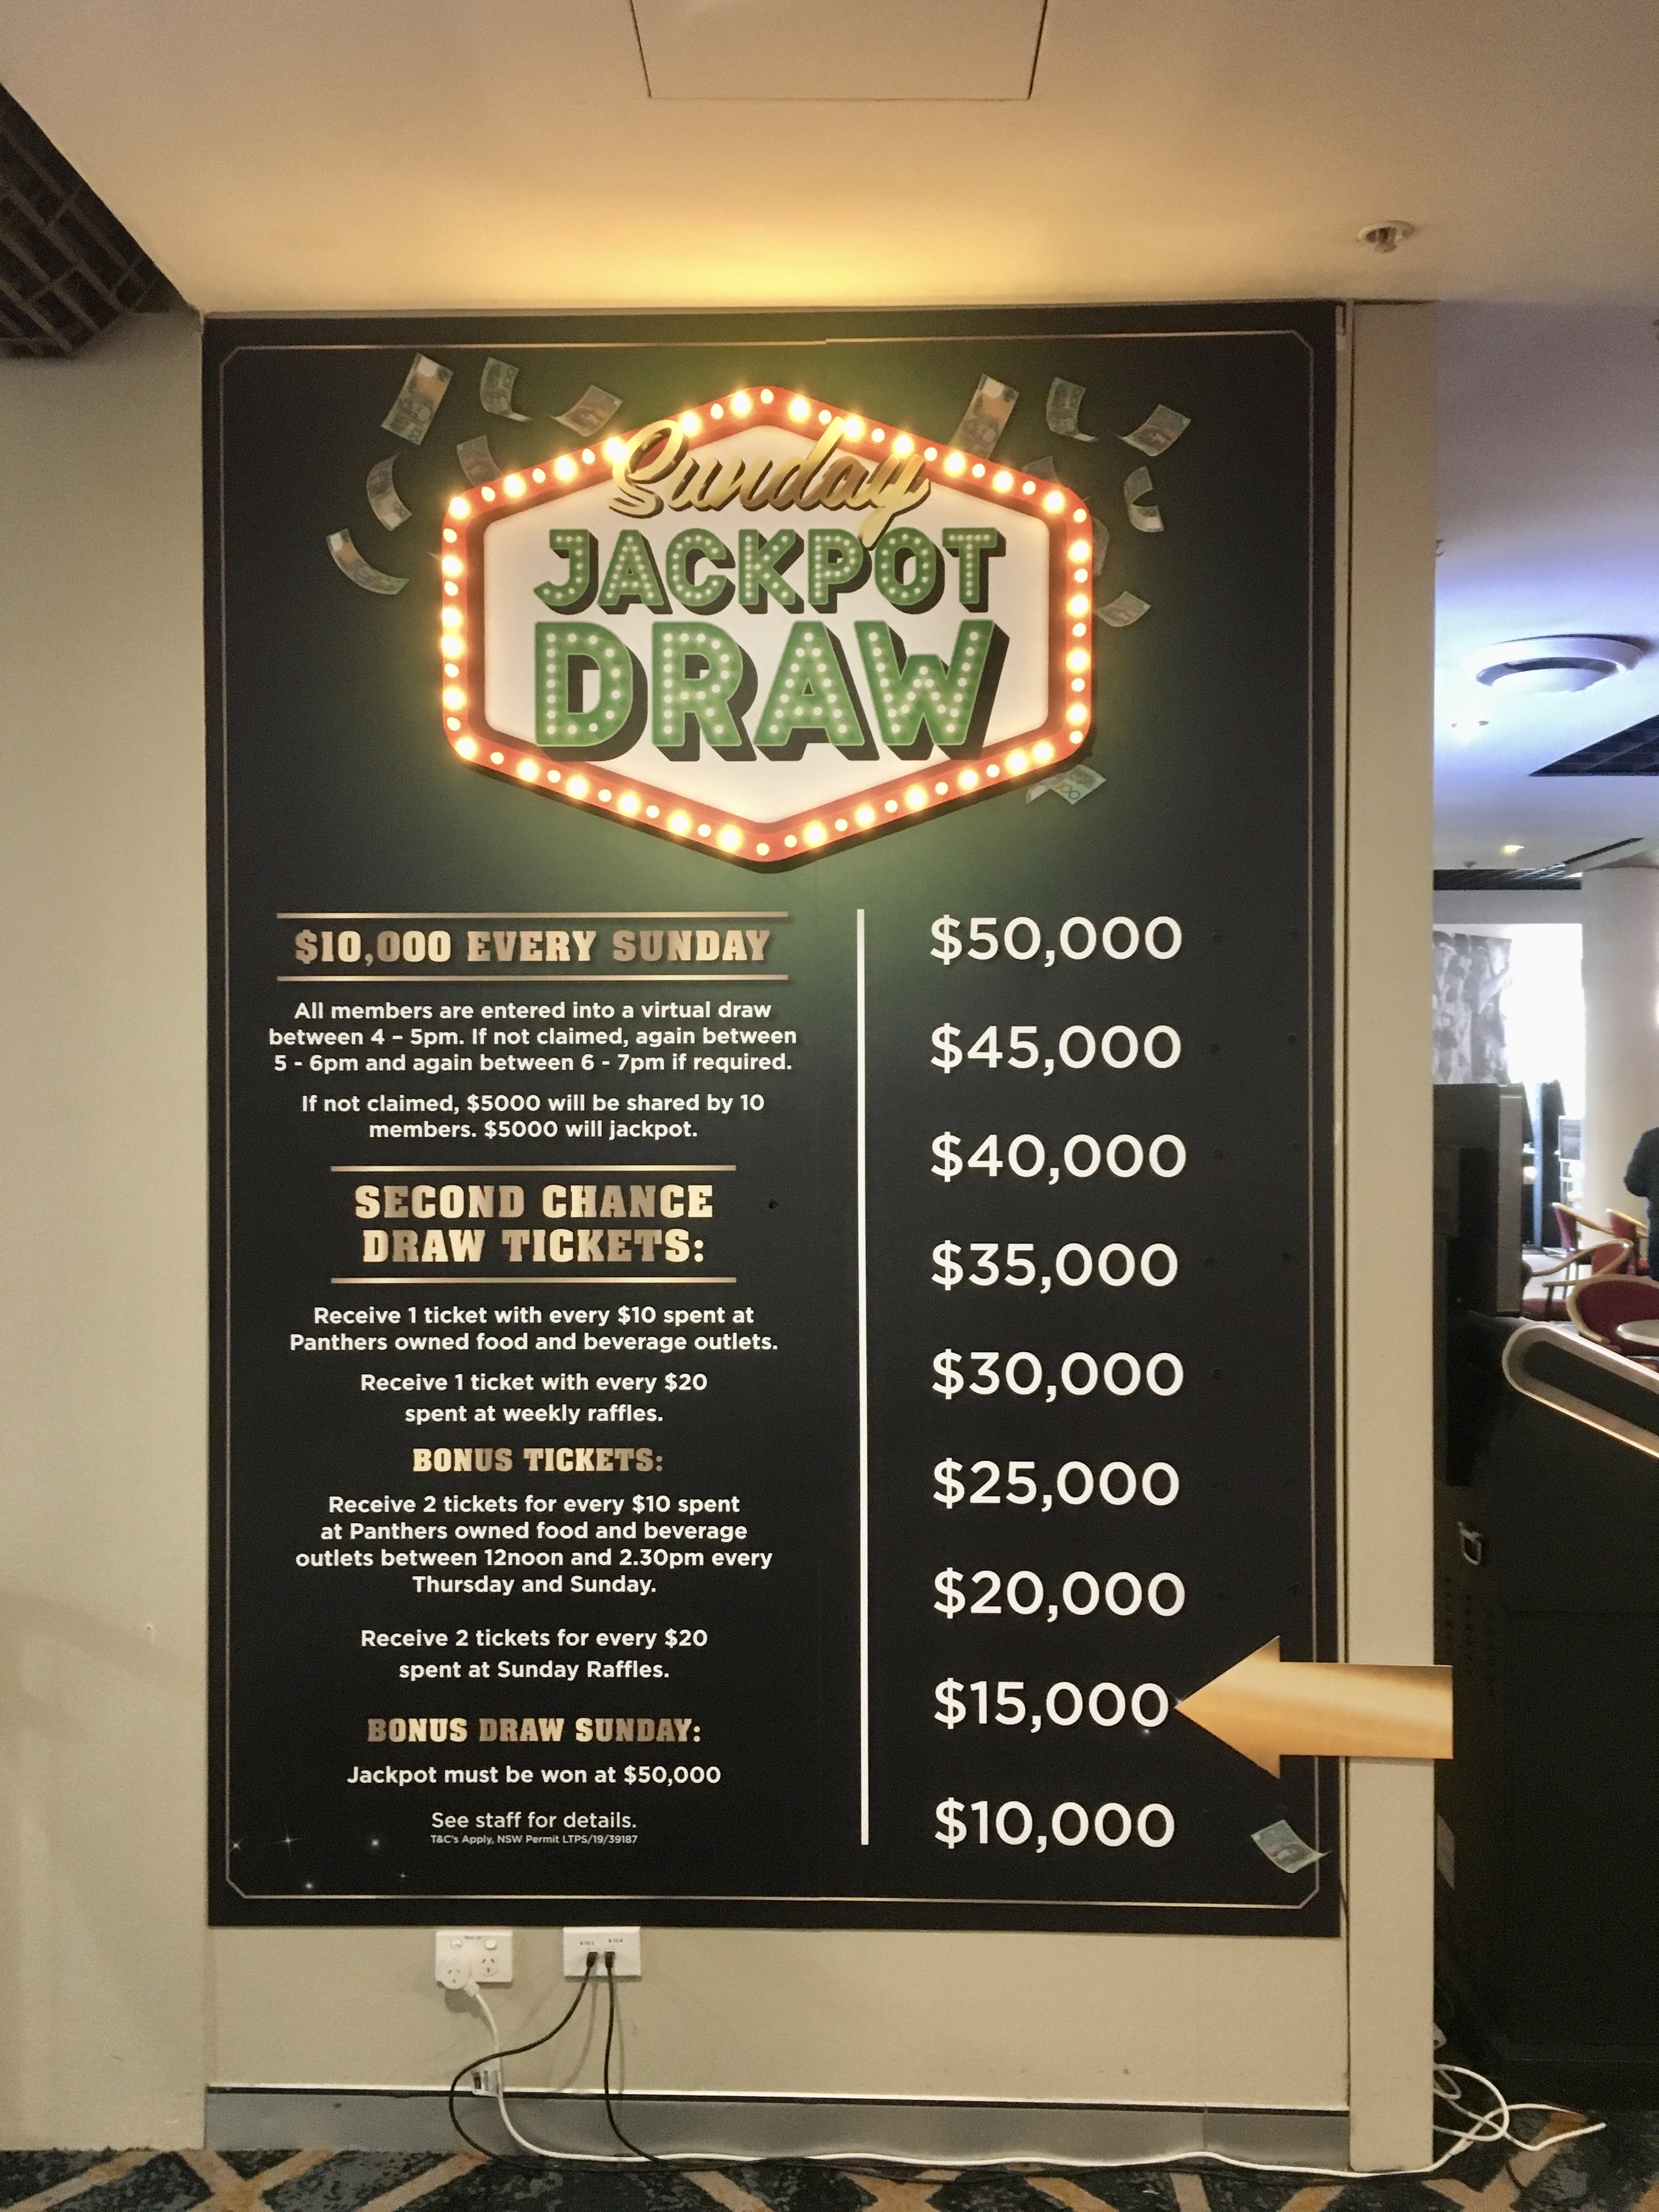 Sunday
JACKPOT
DRAW
$10,000 EVERY SUNDAY
All members are entered into a virtual draw
between 4 – 5pm. If not claimed, again between
5 - 6pm and again between 6 - 7pm if required.
If not claimed, $5000 will be shared by 10
members. $5000 will jackpot.
SECOND CHANCE
DRAW TICKETS:
Receive 1 ticket with every $10 spent at
Panthers owned food and beverage outlets.
Receive 1 ticket with every $20
spent at weekly raffles.
BONUS TICKETS:
Receive 2 tickets for every $10 spent
at Panthers owned food and beverage
outlets between 12noon and 2.30pm every
Thursday and Sunday.
Receive 2 tickets for every $20
spent at Sunday Raffles.
BONUS DRAW SUNDAY:
Jackpot must be won at $50,000
See staff for details.
T&C's Apply, NSW Permit LTPS/19/39187
$50,000
$45,000
$40,000
$35,000
$30,000
$25,000
$20,000
$15,000
$10,000